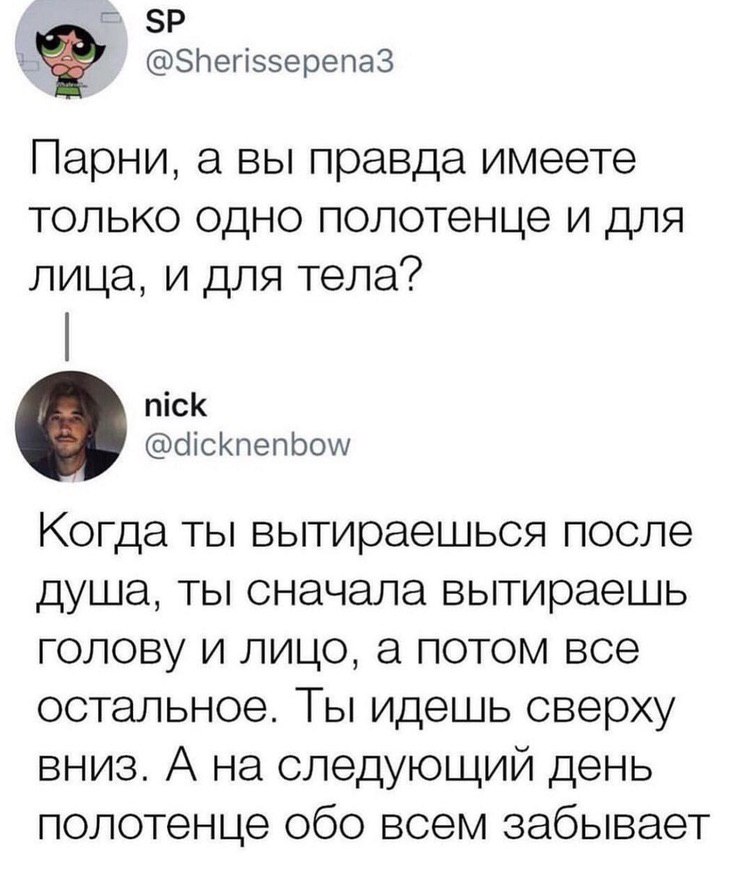 SP
@Sherissepena3
Парни, а вы правда имеете
только одно полотенце и для
лица, и для тела?
nick
@dicknenbow
Когда ты вытираешься после
душа, ты сначала вытираешь
голову и лицо, а потом все
остальное. Ты идешь сверху
вниз. А на следующий день
полотенце обо всем забывает